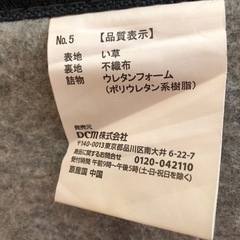 No.5 【品質表示】
表地 い草
裏地 不織布
詰物 ウレタンフォーム
(ポリウレタン系樹脂)
発売元
DCM株式会社
〒140-0013 東京都品川区南大井6-22-7
商品に関するお問合せ 0120-042110
受付時間 午前9時〜午後5時(土・日・祝日を除く)
原産国 中国